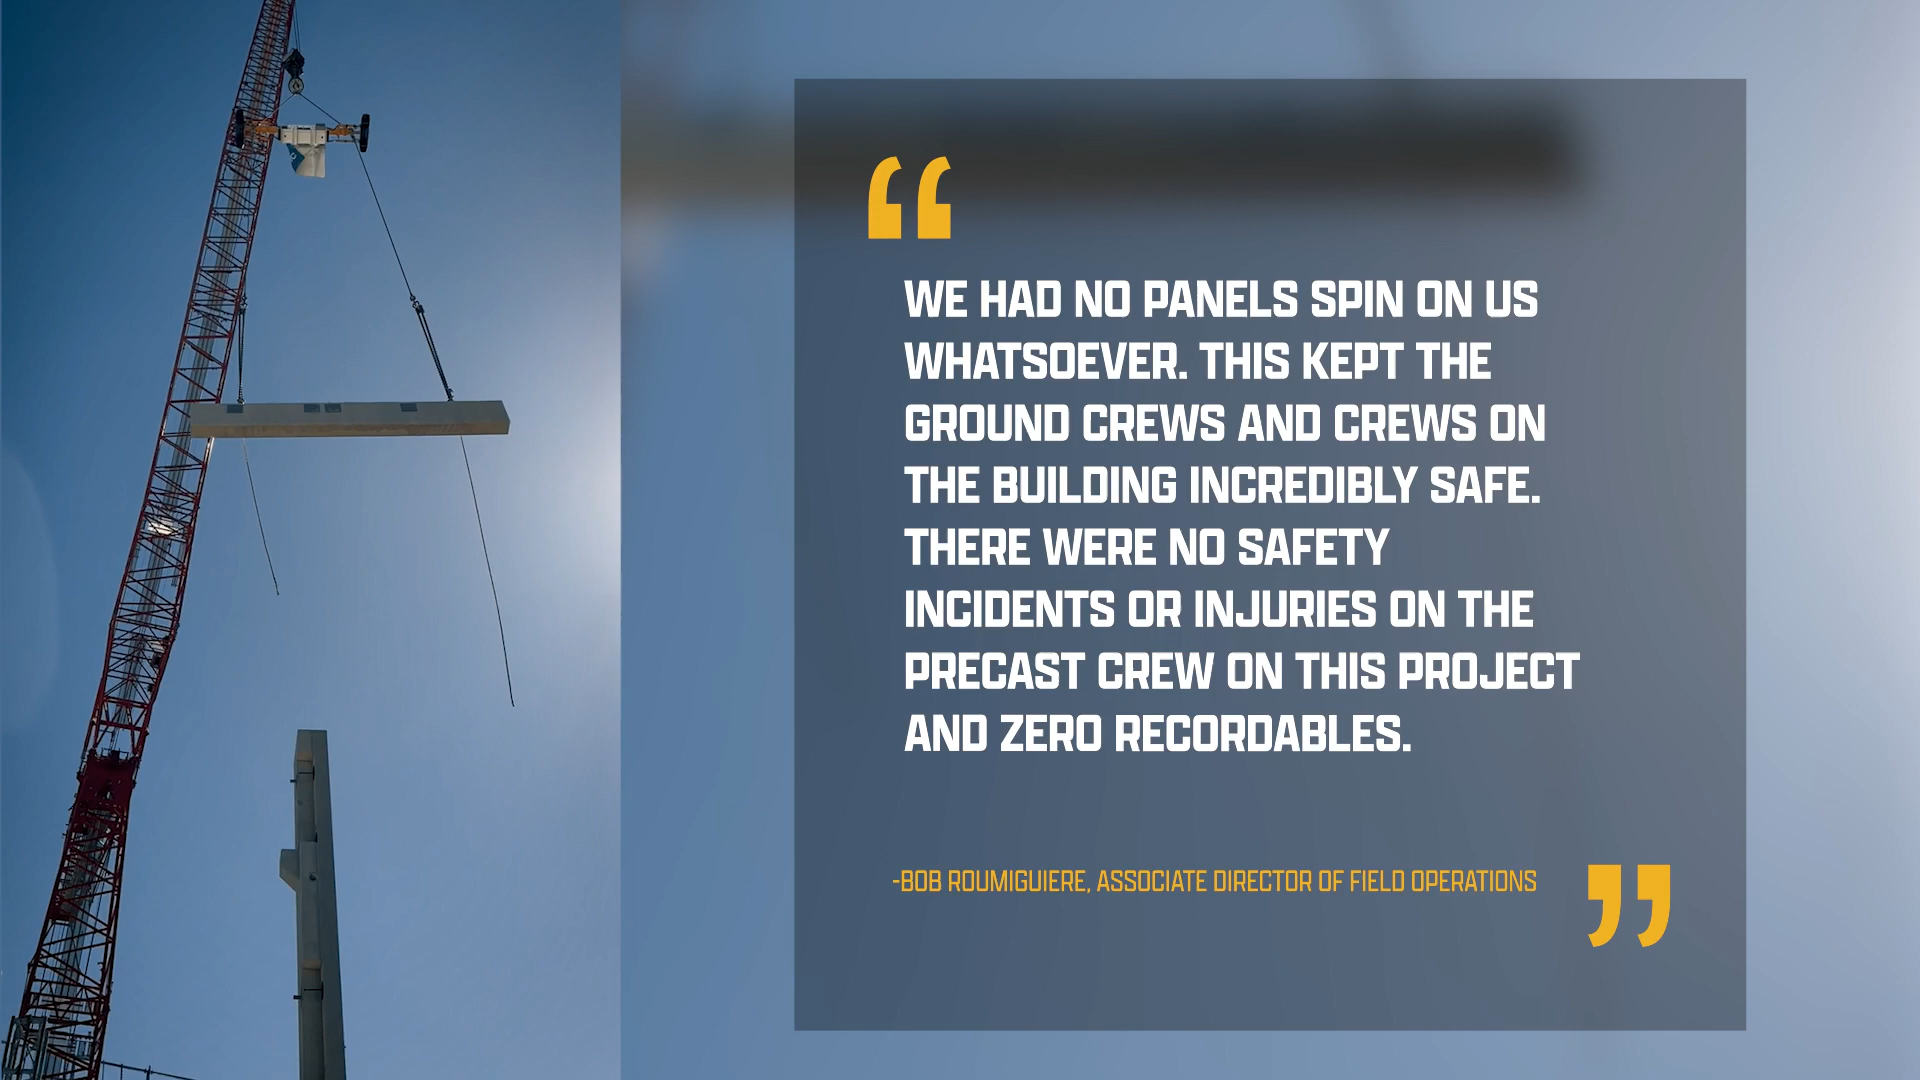 “
WE HAD NO PANELS SPIN ON US
WHATSOEVER. THIS KEPT THE
GROUND CREWS AND CREWS ON
THE BUILDING INCREDIBLY SAFE.
THERE WERE NO SAFETY
INCIDENTS OR INJURIES ON THE
PRECAST CREW ON THIS PROJECT
AND ZERO RECORDABLES.
-BOB ROUMIGUIERE, ASSOCIATE DIRECTOR OF FIELD OPERATIONS
”